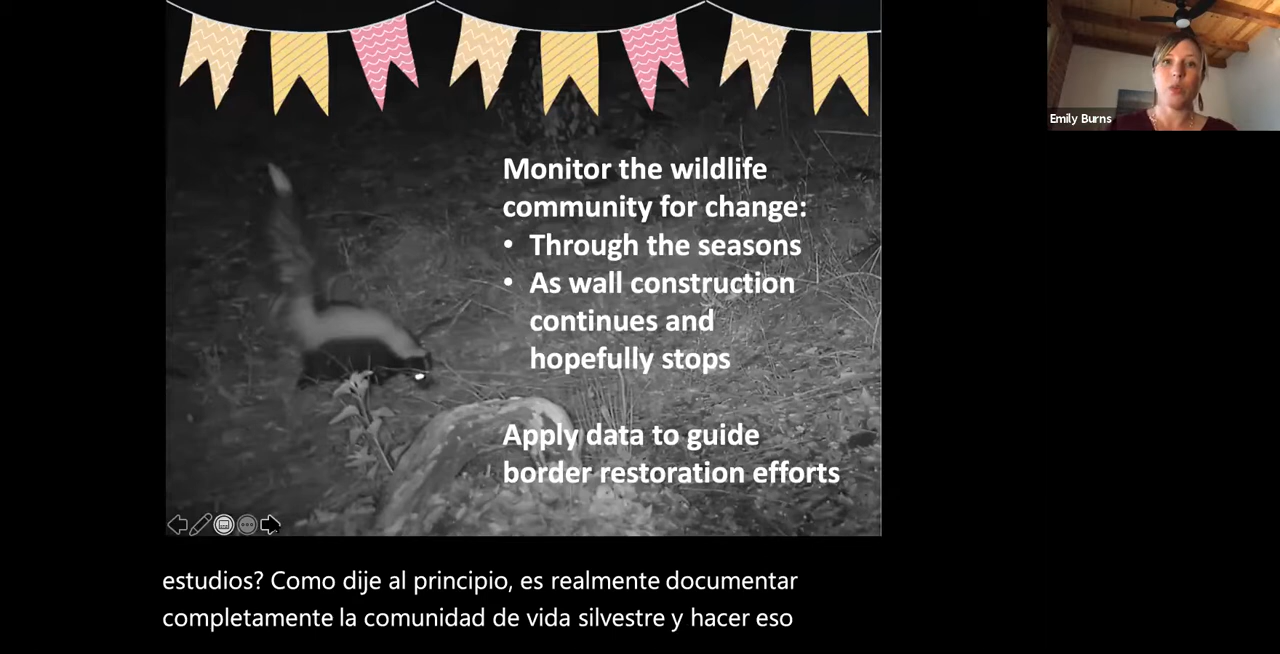 Monitor the wildlife
community for change:
• Through the seasons
• As wall construction
continues and
hopefully stops
Apply data to guide
border restoration efforts
Emily Burns
estudios? Como dije al principio, es realmente documentar
completamente la comunidad de vida silvestre y hacer eso